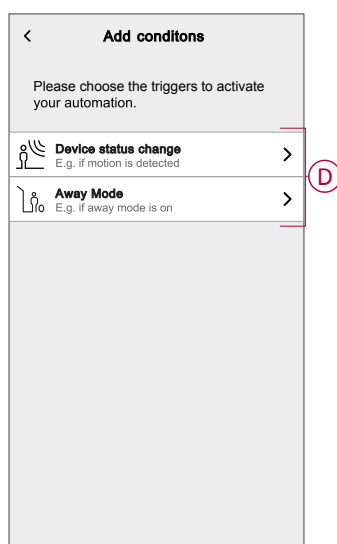 Add conditons
Please choose the triggers to activate
your automation.
Device status change
E.g. if motion is detected
Away Mode
E.g. if away mode is on
D